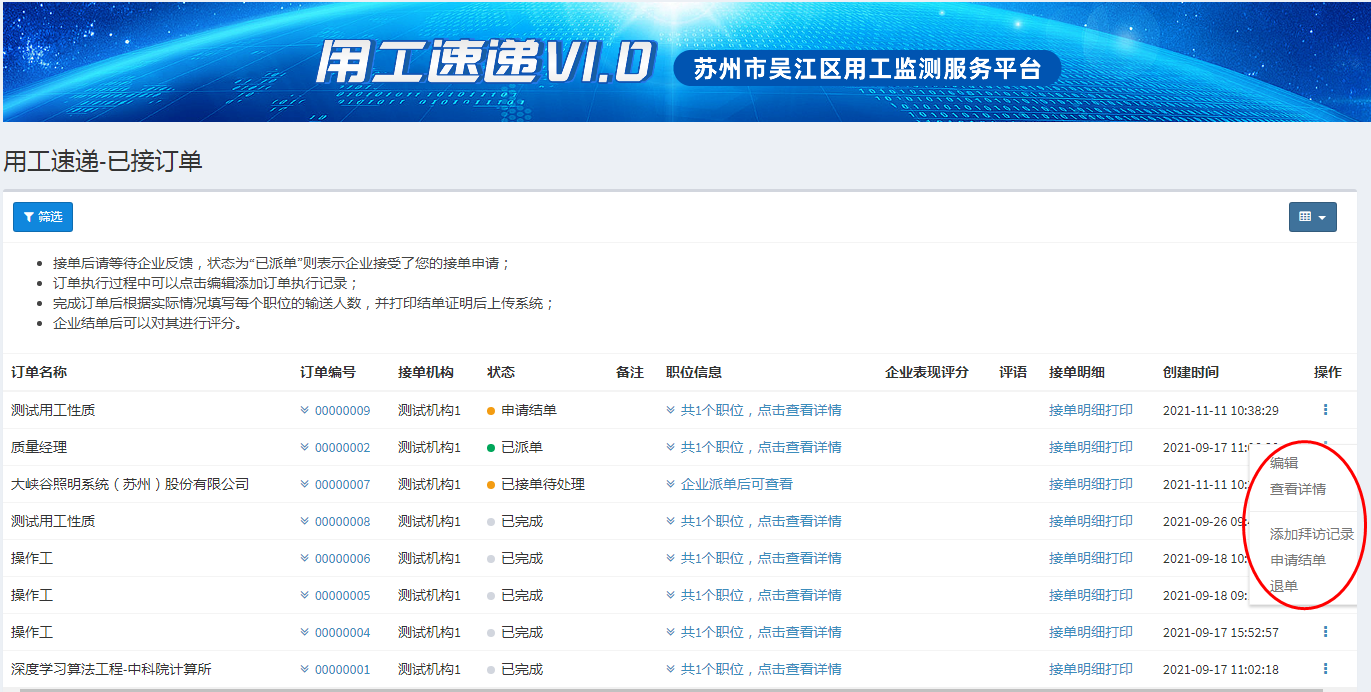 用工速递V1.0 苏州市吴江区用工监测服务平台
用工速递-已接订单
筛选
接单后请等待企业反馈，状态为“已派单”则表示企业接受了您的接单申请；
订单执行过程中可以点击编辑添加订单执行记录；
完成订单后根据实际情况填写每个职位的输送人数，并打印结单证明后上传系统；
企业结单后可以对其进行评分。
订单名称 订单编号 接单机构 状态 备注 职位信息 企业表现评分 评语 接单明细 创建时间 操作
测试用工性质 00000009 测试机构1 申请结单 共1个职位，点击查看详情 接单明细打印 2021-11-11 10:38:29
质量经理 00000002 测试机构1 已派单 共1个职位，点击查看详情 接单明细打印 2021-09-17 11:
编辑
大峡谷照明系统（苏州）股份有限公司 00000007 测试机构1 已接单待处理 企业派单后可查看 接单明细打印 2021-11-11 10:
查看详情
测试用工性质 00000008 测试机构1 已完成 共1个职位，点击查看详情 接单明细打印 2021-09-26 09:
添加拜访记录
操作工 00000006 测试机构1 已完成 共1个职位，点击查看详情 接单明细打印 2021-09-18 10:
申请结单
操作工 00000005 测试机构1 已完成 共1个职位，点击查看详情 接单明细打印 2021-09-18 09:
退单
操作工 00000004 测试机构1 已完成 共1个职位，点击查看详情 接单明细打印 2021-09-17 15:52:57
深度学习算法工程-中科院计算所 00000001 测试机构1 已完成 共1个职位，点击查看详情 接单明细打印 2021-09-17 11:02:18